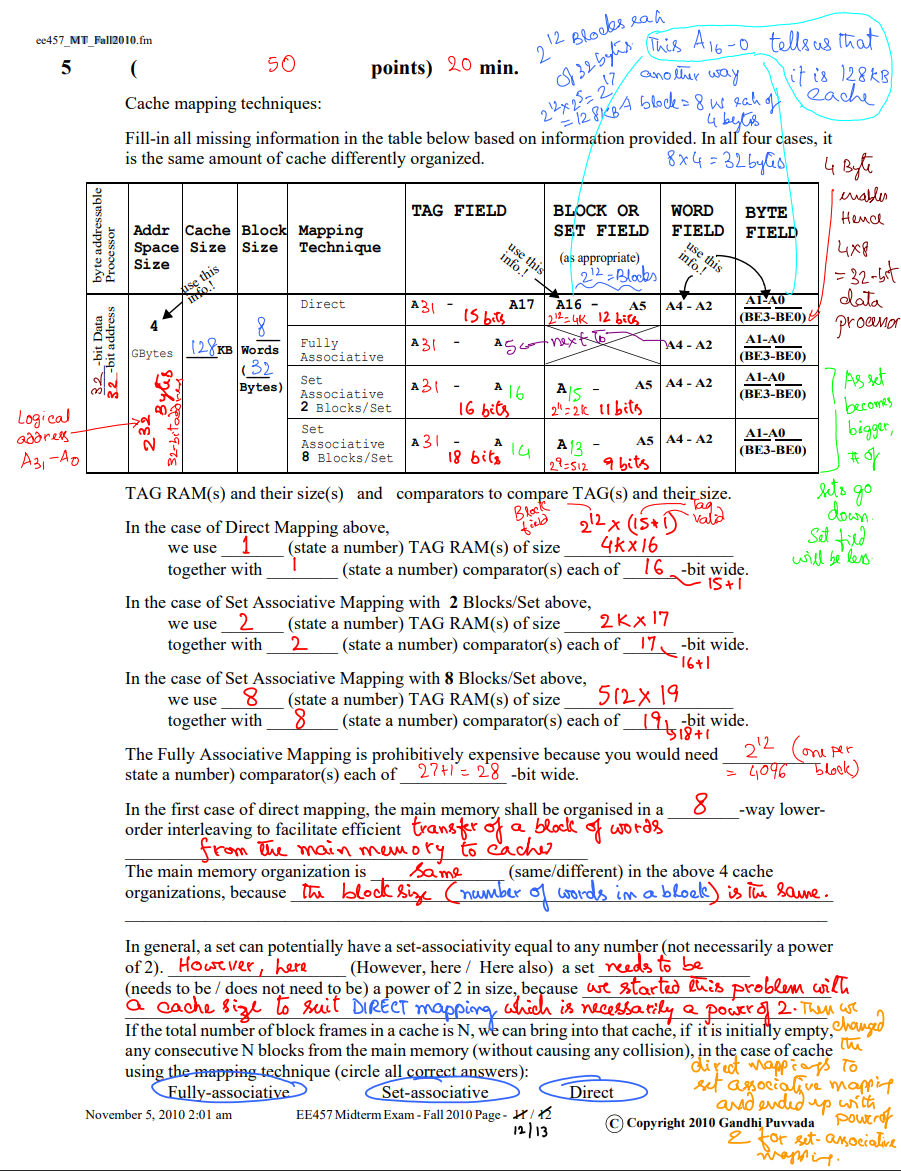 ee457_MT_Fall2010.fm
5 ( 50 points) 20 min.
2^12 Blocks each
of 32 bytes
2^12 x 2^5 = 2^17
= 128KB
This A16-0 tells us that
it is 128KB
cache
another way
A block = 8 w each of
4 bytes
8 x 4 = 32 bytes
Cache mapping techniques:
Fill-in all missing information in the table below based on information provided. In all four cases, it
is the same amount of cache differently organized.
byte addressable
Processor
Addr
Space
Size
Cache
Size
Block
Size
Mapping
Technique
TAG FIELD
BLOCK OR
SET FIELD
(as appropriate)
2^12 = Blocks
WORD
FIELD
BYTE
FIELD
use this
info.!
use this
info.!
use this
info.!
32 -bit Data
32 -bit address
4
GBytes
2^32 Bytes
32-bit address
128KB
8
Words
(32
Bytes)
Direct
A31 - A17
15 bits
A16 - A5
2^12=4K 12 bits
A4 - A2
A1-A0
(BE3-BE0)
Fully
Associative
A31 - A5
next to
A4 - A2
A1-A0
(BE3-BE0)
Set
Associative
2 Blocks/Set
A31 - A16
16 bits
A15 - A5
2^11=2K 11 bits
A4 - A2
A1-A0
(BE3-BE0)
Set
Associative
8 Blocks/Set
A31 - A14
18 bits
A13 - A5
2^9=512 9 bits
A4 - A2
A1-A0
(BE3-BE0)
Logical
address
A31-A0
4 Byte
enables
Hence
4x8
= 32-bit
data
processor
As set
becomes
bigger,
# of
sets go
down.
Set fild
will be less.
TAG RAM(s) and their size(s) and comparators to compare TAG(s) and their size.
Block
field
2^12 x (15+1)
Tag
valid
In the case of Direct Mapping above,
we use 1 (state a number) TAG RAM(s) of size 4K x 16
together with 1 (state a number) comparator(s) each of 16 -bit wide.
15+1
In the case of Set Associative Mapping with 2 Blocks/Set above,
we use 2 (state a number) TAG RAM(s) of size 2K x 17
together with 2 (state a number) comparator(s) each of 17 -bit wide.
16+1
In the case of Set Associative Mapping with 8 Blocks/Set above,
we use 8 (state a number) TAG RAM(s) of size 512 x 19
together with 8 (state a number) comparator(s) each of 19 -bit wide.
18+1
The Fully Associative Mapping is prohibitively expensive because you would need 2^12 (one per
= 4096 block)
state a number) comparator(s) each of 27+1 = 28 -bit wide.
In the first case of direct mapping, the main memory shall be organised in a 8 -way lower-
order interleaving to facilitate efficient transfer of a block of words
from the main memory to cache
The main memory organization is same (same/different) in the above 4 cache
organizations, because the block size (number of words in a block) is the same.
In general, a set can potentially have a set-associativity equal to any number (not necessarily a power
of 2). However, here (However, here / Here also) a set needs to be
(needs to be / does not need to be) a power of 2 in size, because we started this problem with
a cache size to suit DIRECT mapping which is necessarily a power of 2. Then we
changed
the
direct mappings to
set associative mapping
and ended up with
power of
2 for set-associative
mapping.
If the total number of block frames in a cache is N, we can bring into that cache, if it is initially empty,
any consecutive N blocks from the main memory (without causing any collision), in the case of cache
using the mapping technique (circle all correct answers):
Fully-associative Set-associative Direct
November 5, 2010 2:01 am EE457 Midterm Exam - Fall 2010 Page - 11 / 12
12 / 13
C Copyright 2010 Gandhi Puvvada